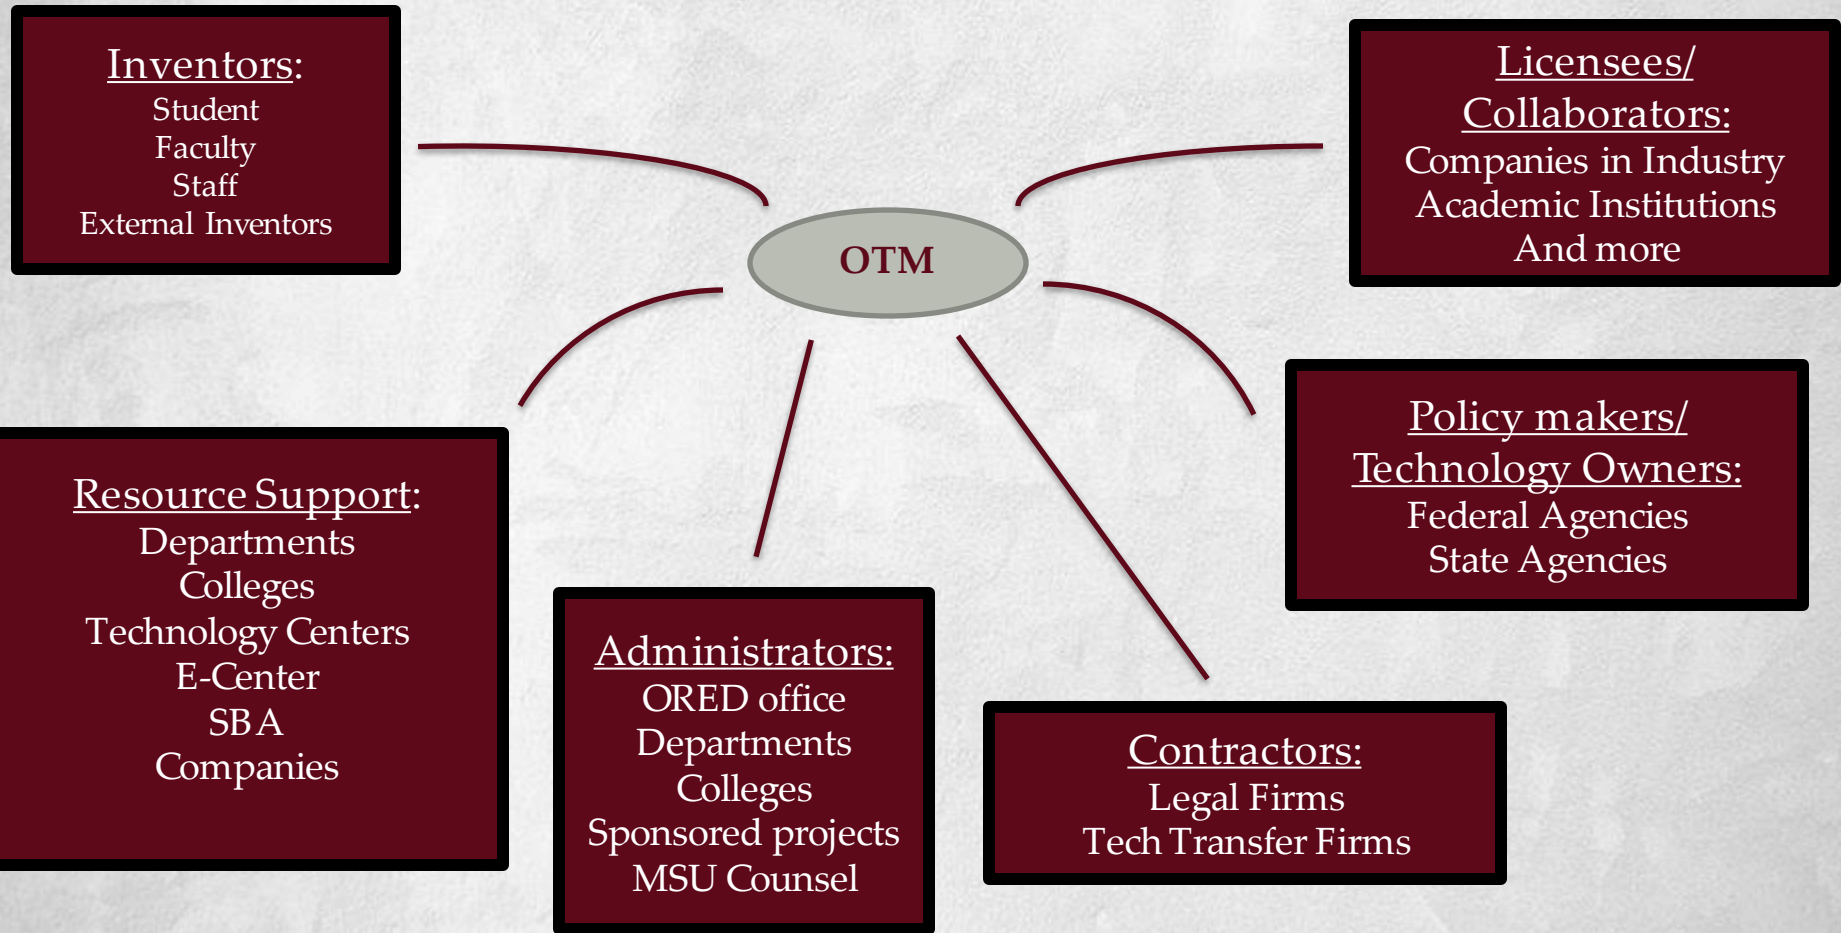 Inventors:
Student
Faculty
Staff
External Inventors
Licensees/
Collaborators:
Companies in Industry
Academic Institutions
And more
OTM
Resource Support:
Departments
Colleges
Technology Centers
E-Center
SBA
Companies
Administrators:
ORED office
Departments
Colleges
Sponsored projects
MSU Counsel
Contractors:
Legal Firms
Tech Transfer Firms
Policy makers/
Technology Owners:
Federal Agencies
State Agencies